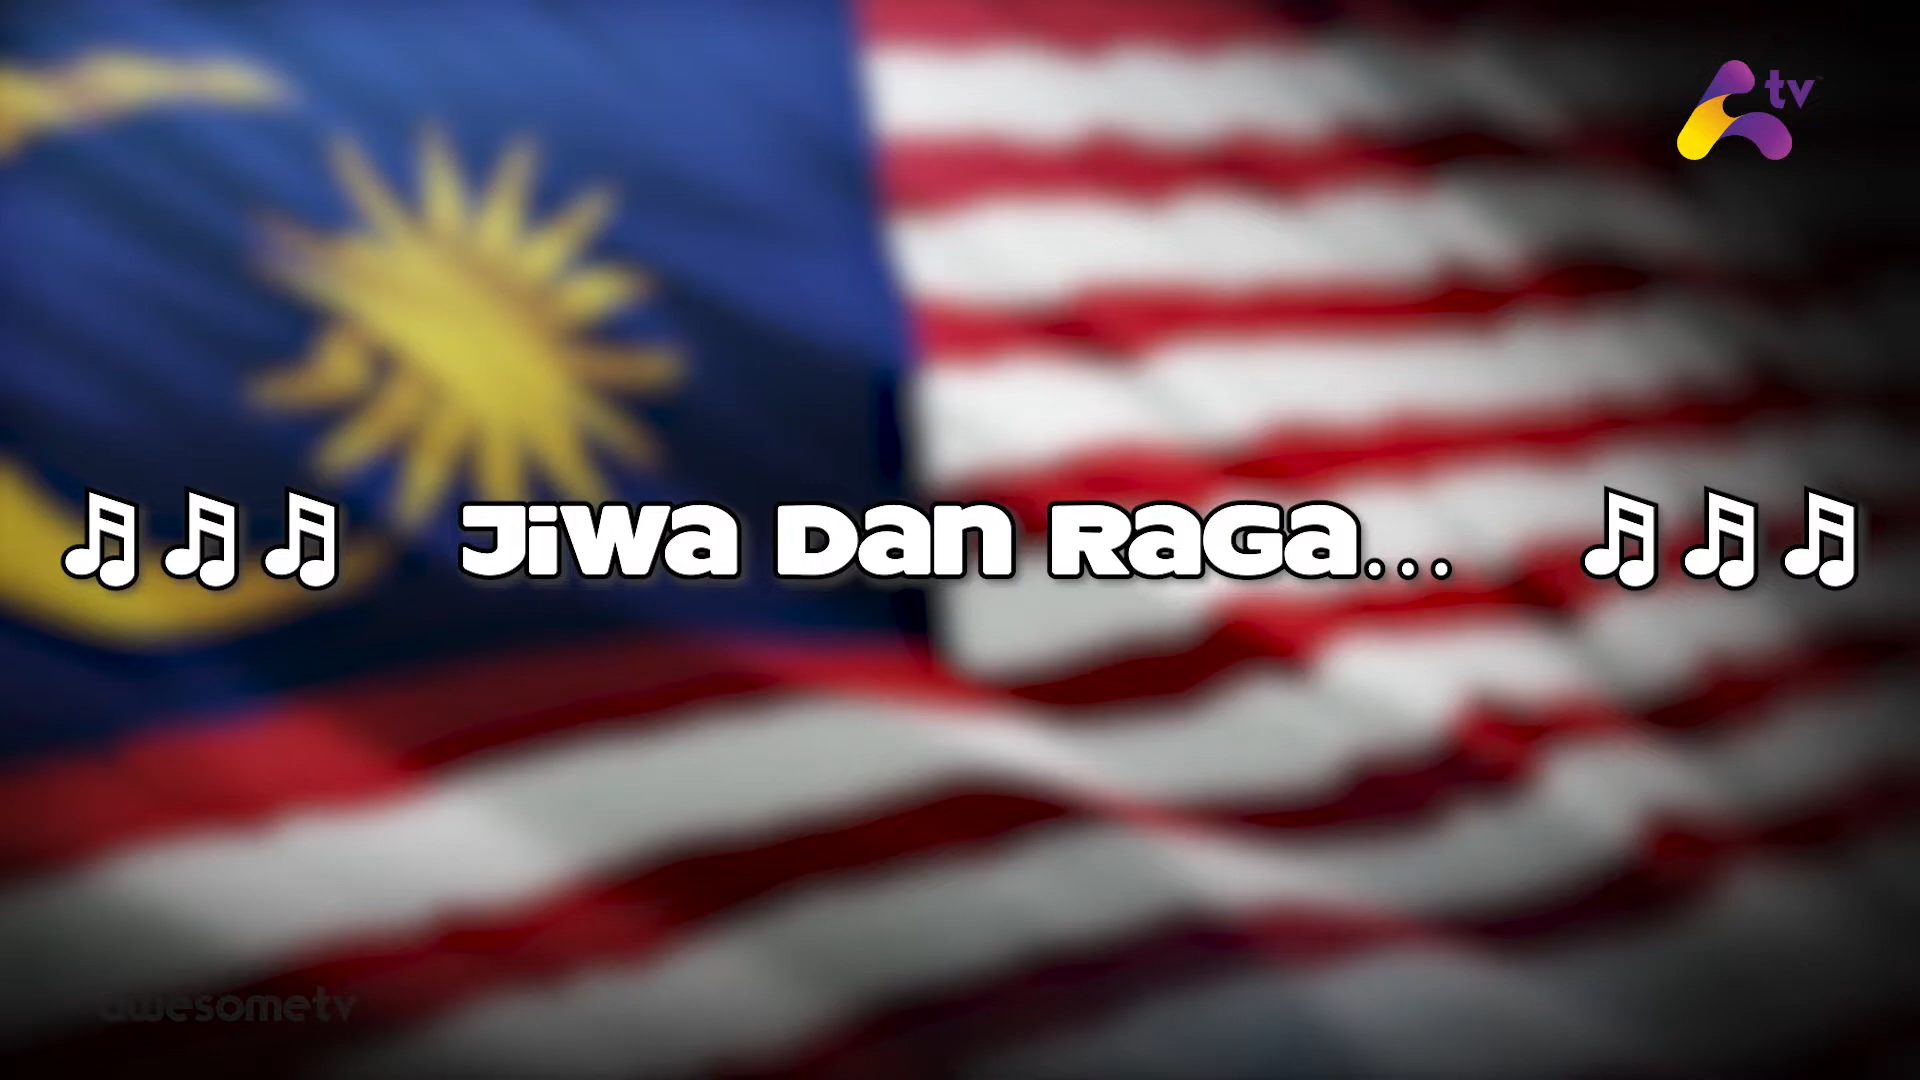 tv
♫ ♫ ♫ Jiwa Dan Raga... ♫ ♫ ♫
awesometv